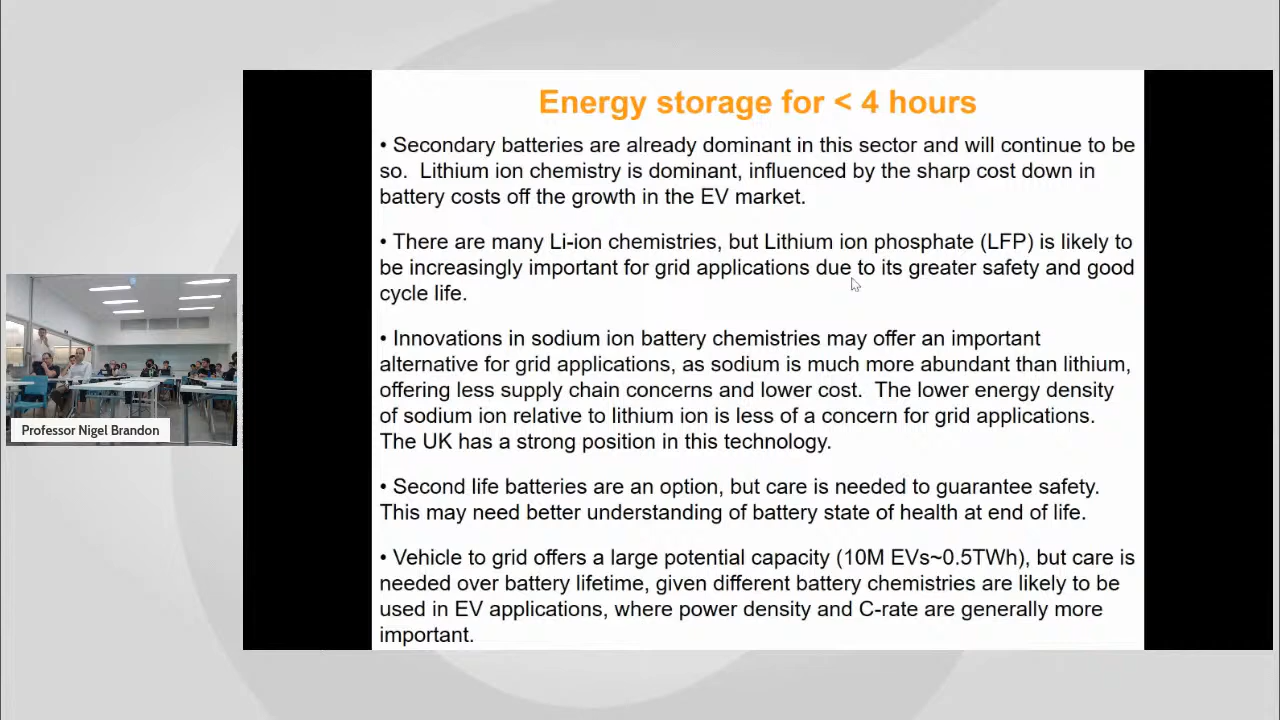 Energy storage for < 4 hours
• Secondary batteries are already dominant in this sector and will continue to be
so. Lithium ion chemistry is dominant, influenced by the sharp cost down in
battery costs off the growth in the EV market.
• There are many Li-ion chemistries, but Lithium ion phosphate (LFP) is likely to
be increasingly important for grid applications due to its greater safety and good
cycle life.
• Innovations in sodium ion battery chemistries may offer an important
alternative for grid applications, as sodium is much more abundant than lithium,
offering less supply chain concerns and lower cost. The lower energy density
of sodium ion relative to lithium ion is less of a concern for grid applications.
The UK has a strong position in this technology.
• Second life batteries are an option, but care is needed to guarantee safety.
This may need better understanding of battery state of health at end of life.
• Vehicle to grid offers a large potential capacity (10M EVs~0.5TWh), but care is
needed over battery lifetime, given different battery chemistries are likely to be
used in EV applications, where power density and C-rate are generally more
important.
Professor Nigel Brandon